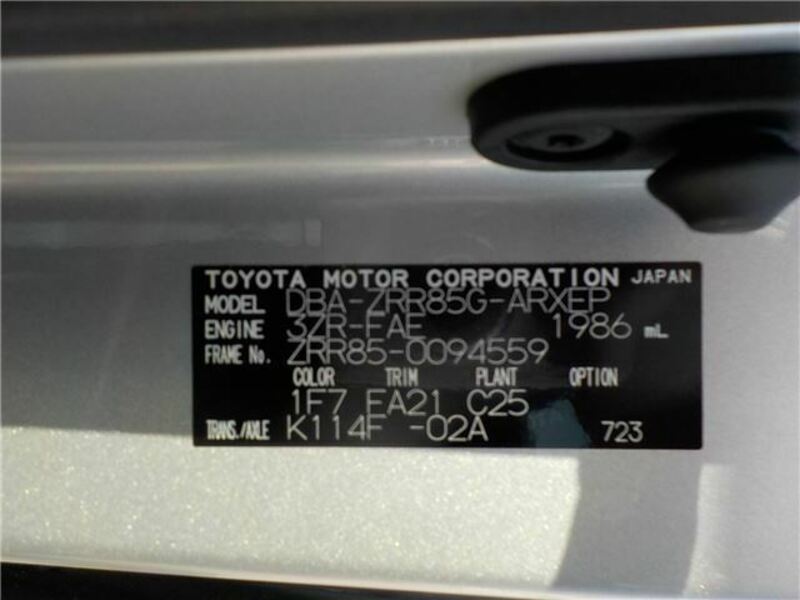 TOYOTA MOTOR CORPORATION JAPAN
MODEL DBA-ZRR85G-ARXEP
ENGINE 3ZR-FAE 1986 mL
FRAME No. ZRR85-0094559
COLOR TRIM PLANT OPTION
1F7 FA21 C25
TRANS./AXLE K114F -02A 723